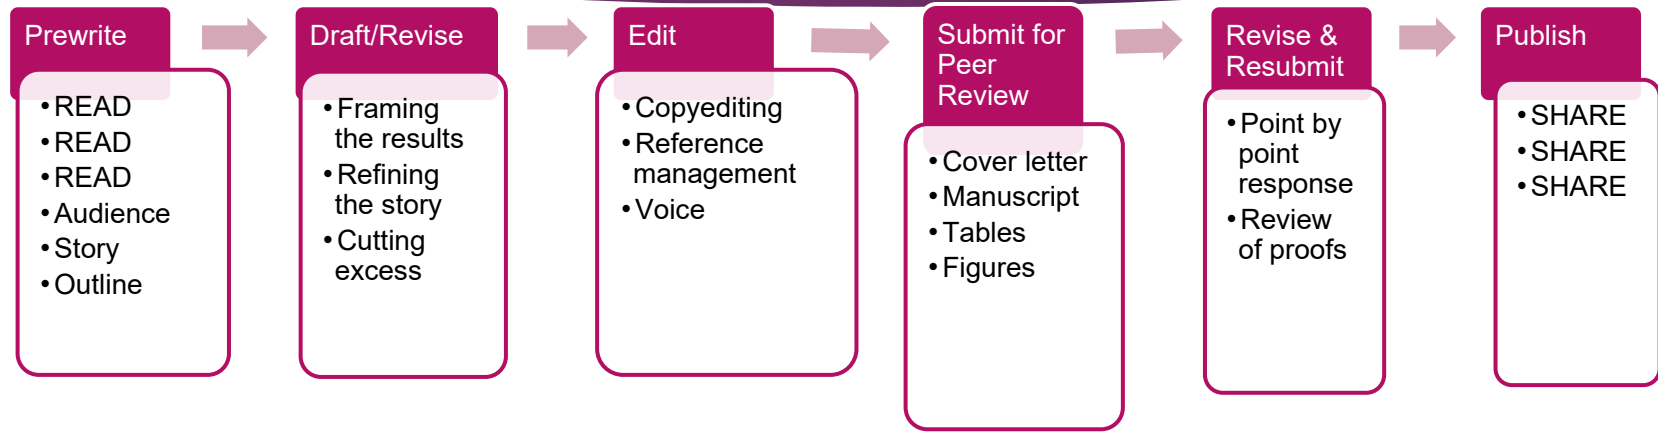 Prewrite
•READ
•READ
•READ
•Audience
•Story
•Outline
Draft/Revise
•Framing
the results
•Refining
the story
•Cutting
excess
Edit
•Copyediting
•Reference
management
•Voice
Submit for
Peer
Review
•Cover letter
•Manuscript
•Tables
•Figures
Revise &
Resubmit
•Point by
point
response
•Review
of proofs
Publish
•SHARE
•SHARE
•SHARE